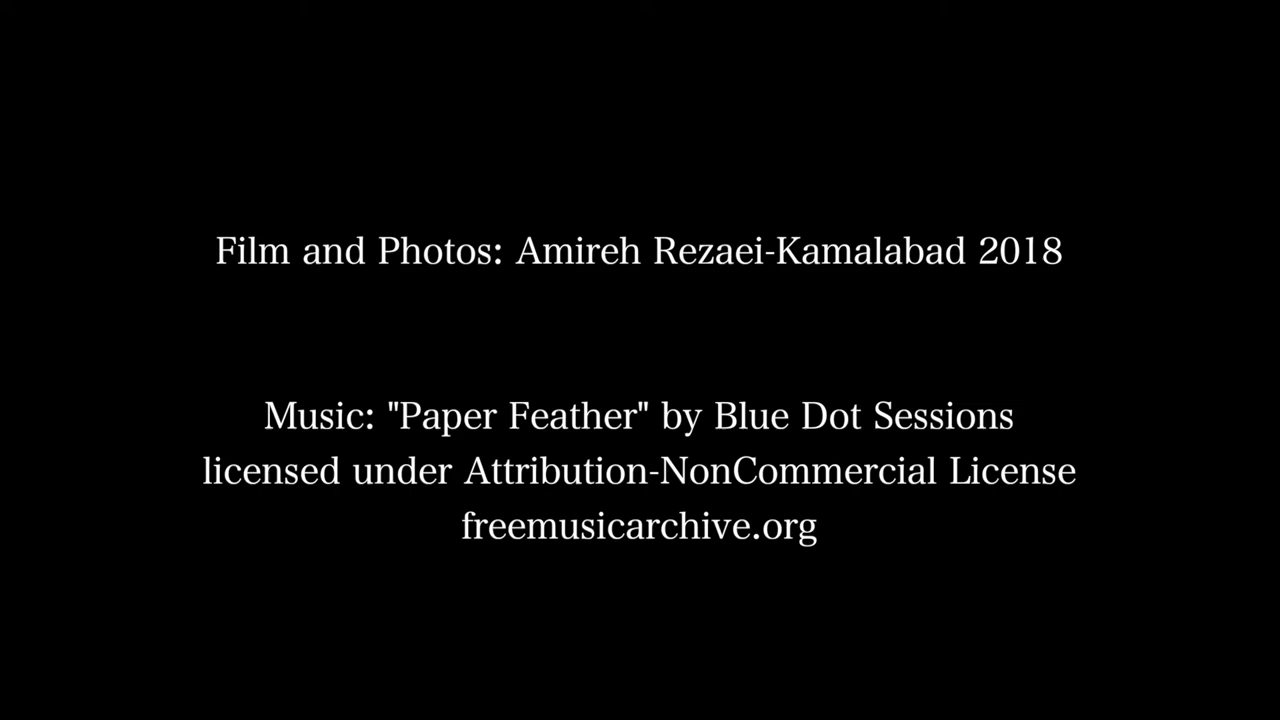 Film and Photos: Amireh Rezaei-Kamalabad 2018
Music: "Paper Feather" by Blue Dot Sessions
licensed under Attribution-NonCommercial License
freemusicarchive.org